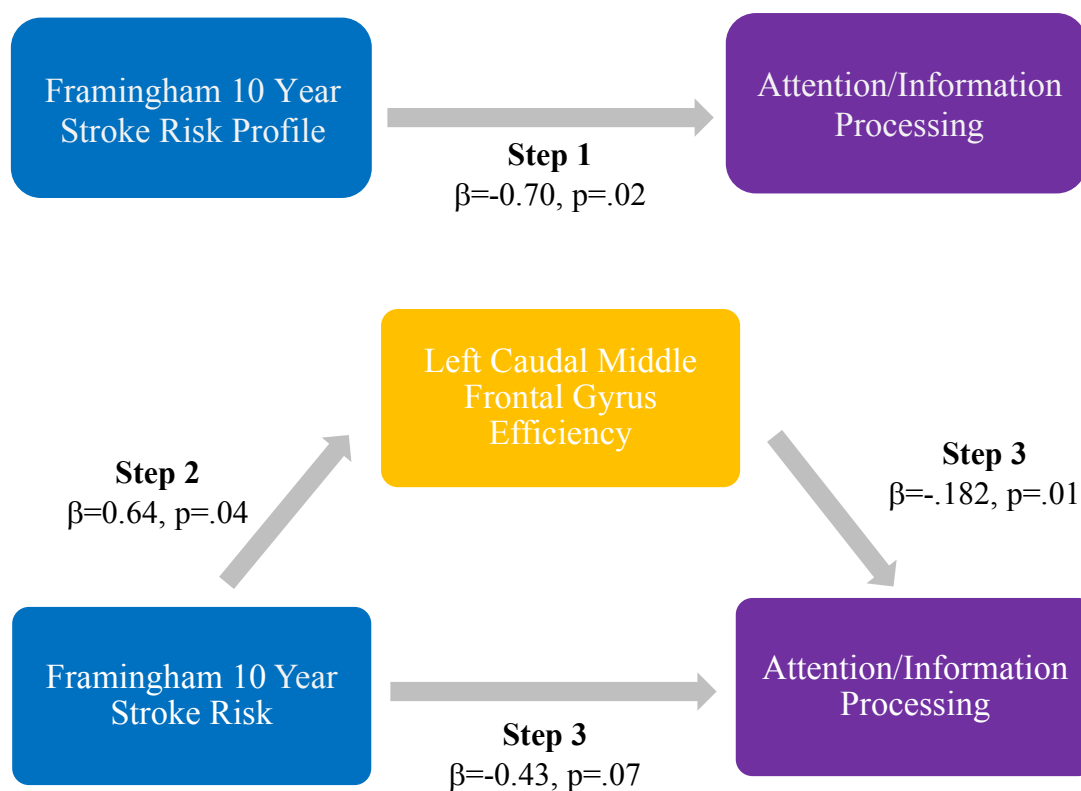 Framingham 10 Year
Stroke Risk Profile
Attention/Information
Processing
Step 1
β=-0.70, p=.02
Left Caudal Middle
Frontal Gyrus
Efficiency
Step 2
β=0.64, p=.04
Step 3
β=-.182, p=.01
Framingham 10 Year
Stroke Risk
Attention/Information
Processing
Step 3
β=-0.43, p=.07